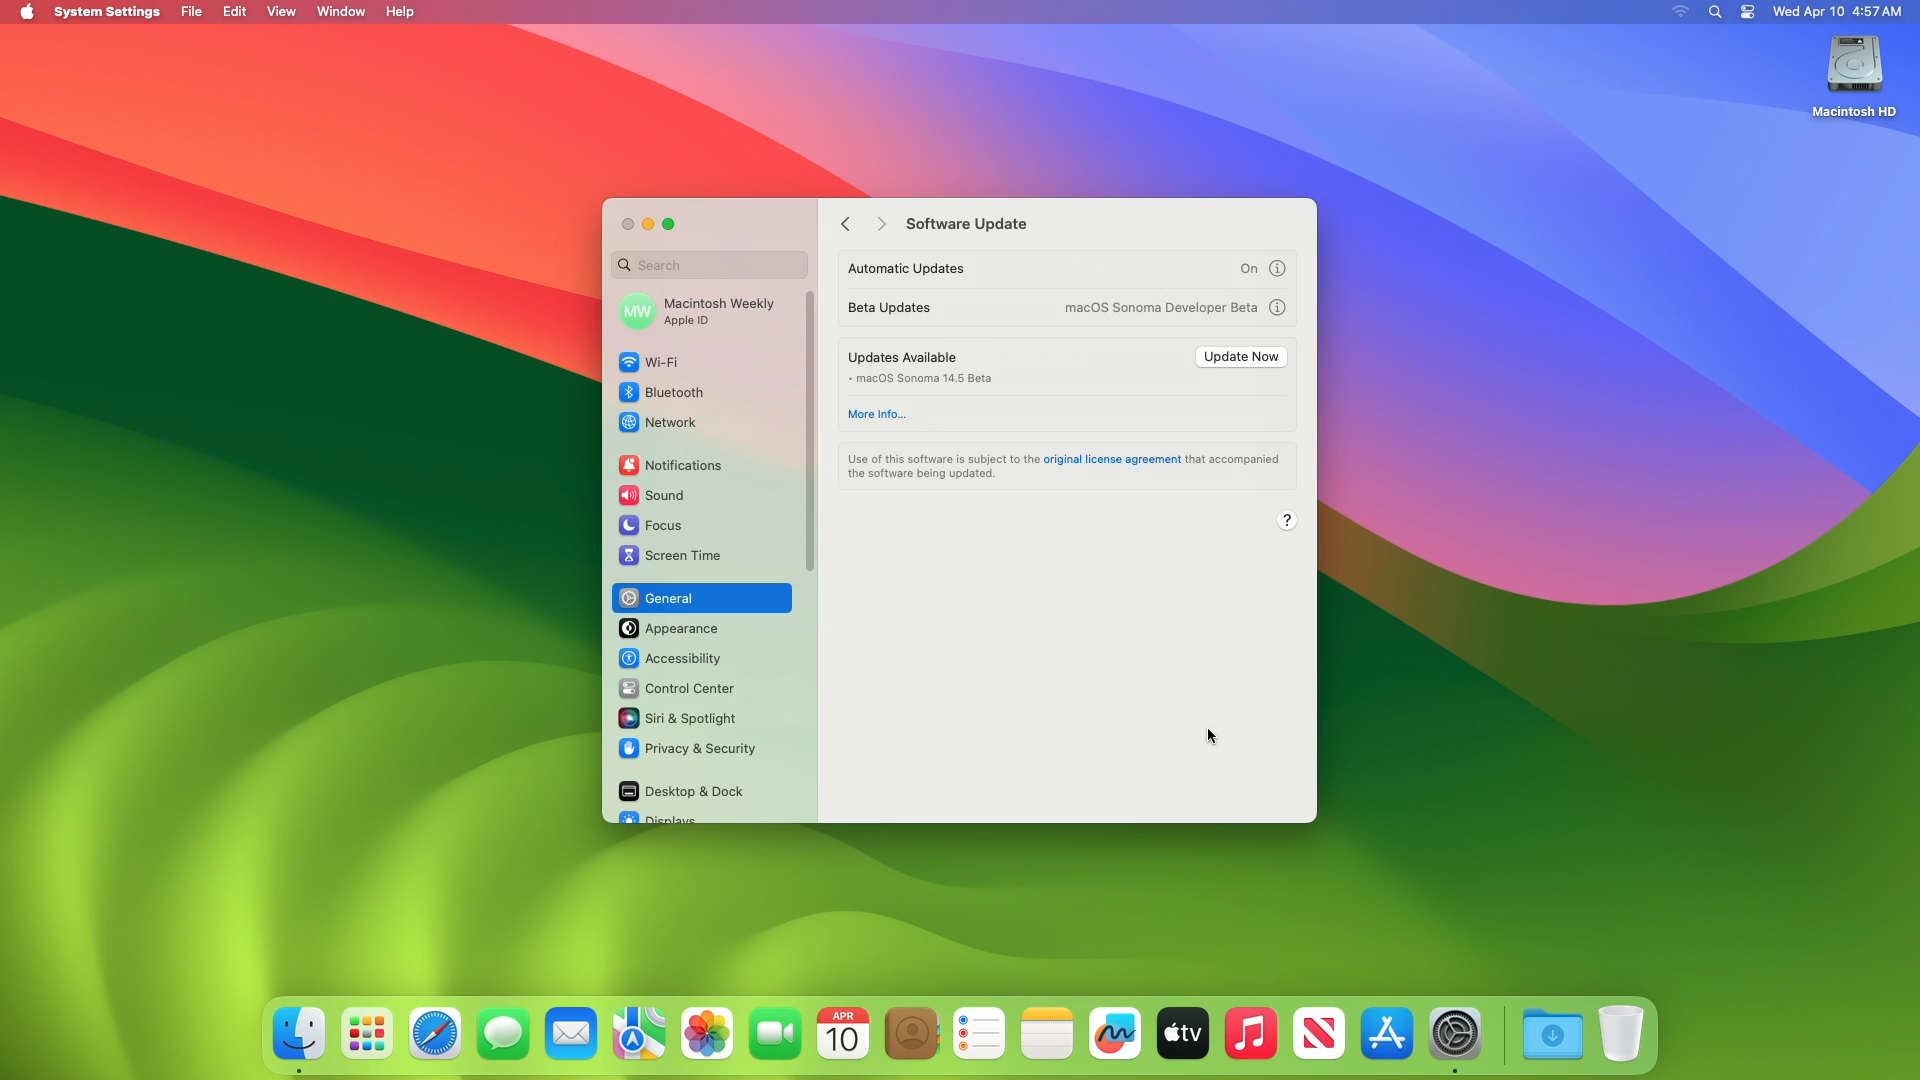 System Settings File Edit View Window Help Wed Apr 10 4:57 AM
Macintosh HD
Software Update
Search
Macintosh Weekly
MW
Apple ID
Wi-Fi
Bluetooth
Network
Notifications
Sound
Focus
Screen Time
General
Appearance
Accessibility
Control Center
Siri & Spotlight
Privacy & Security
Desktop & Dock
Displays
Automatic Updates On
Beta Updates macOS Sonoma Developer Beta
Updates Available Update Now
• macOS Sonoma 14.5 Beta
More Info...
Use of this software is subject to the original license agreement that accompanied
the software being updated.
?
APR
10
tv